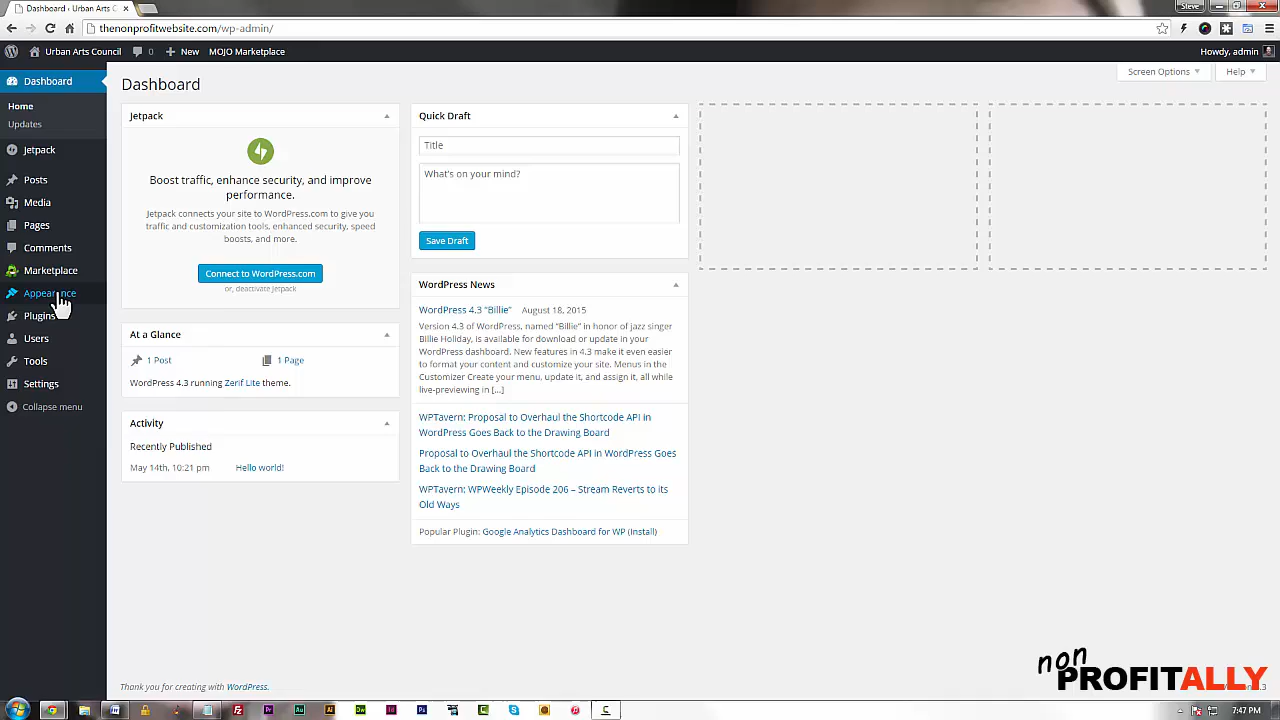 Dashboard ‹ Urban Arts C
Steve
thenonprofitwebsite.com/wp-admin/
Urban Arts Council
0
New
MOJO Marketplace
Howdy, admin
Dashboard
Home
Updates
Jetpack
Posts
Media
Pages
Comments
Marketplace
Appearance
Plugins
Users
Tools
Settings
Collapse menu
Dashboard
Screen Options
Help
Jetpack
Boost traffic, enhance security, and improve
performance.
Jetpack connects your site to WordPress.com to give you
traffic and customization tools, enhanced security, speed
boosts, and more.
Connect to WordPress.com
or, deactivate Jetpack
At a Glance
1 Post
1 Page
WordPress 4.3 running Zerif Lite theme.
Activity
Recently Published
May 14th, 10:21 pm
Hello world!
Quick Draft
Title
What's on your mind?
Save Draft
WordPress News
WordPress 4.3 "Billie"
August 18, 2015
Version 4.3 of WordPress, named "Billie" in honor of jazz singer
Billie Holiday, is available for download or update in your
WordPress dashboard. New features in 4.3 make it even easier
to format your content and customize your site. Menus in the
Customizer Create your menu, update it, and assign it, all while
live-previewing in […]
WPTavern: Proposal to Overhaul the Shortcode API in
WordPress Goes Back to the Drawing Board
Proposal to Overhaul the Shortcode API in WordPress Goes
Back to the Drawing Board
WPTavern: WPWeekly Episode 206 – Stream Reverts to its
Old Ways
Popular Plugin: Google Analytics Dashboard for WP (Install)
Thank you for creating with WordPress.
non
PROFITALLY
7:47 PM